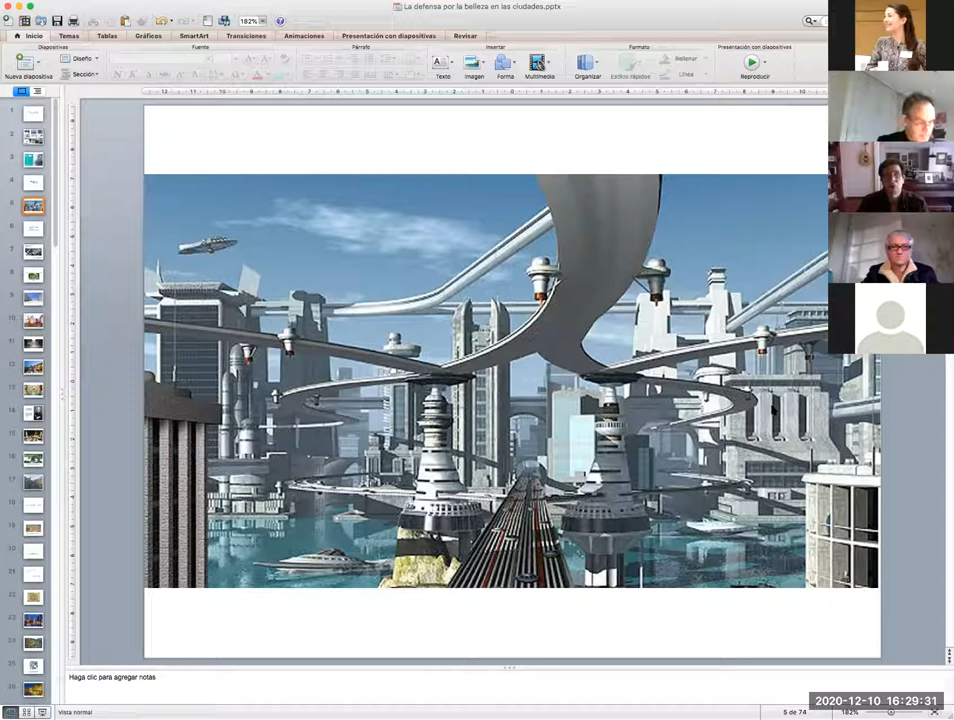 La defensa por la belleza en las ciudades.pptx
182%
Inicio Temas Tablas Gráficos SmartArt Transiciones Animaciones Presentación con diapositivas Revisar
Diapositivas Fuente Párrafo Insertar Formato Presentación con diapositivas
Nueva diapositiva Diseño Sección Texto Imagen Forma Multimedia Organizar Estilos rápidos Rellenar Línea Reproducir
Haga clic para agregar notas
Vista normal
5 de 74
182%
2020-12-10 16:29:31